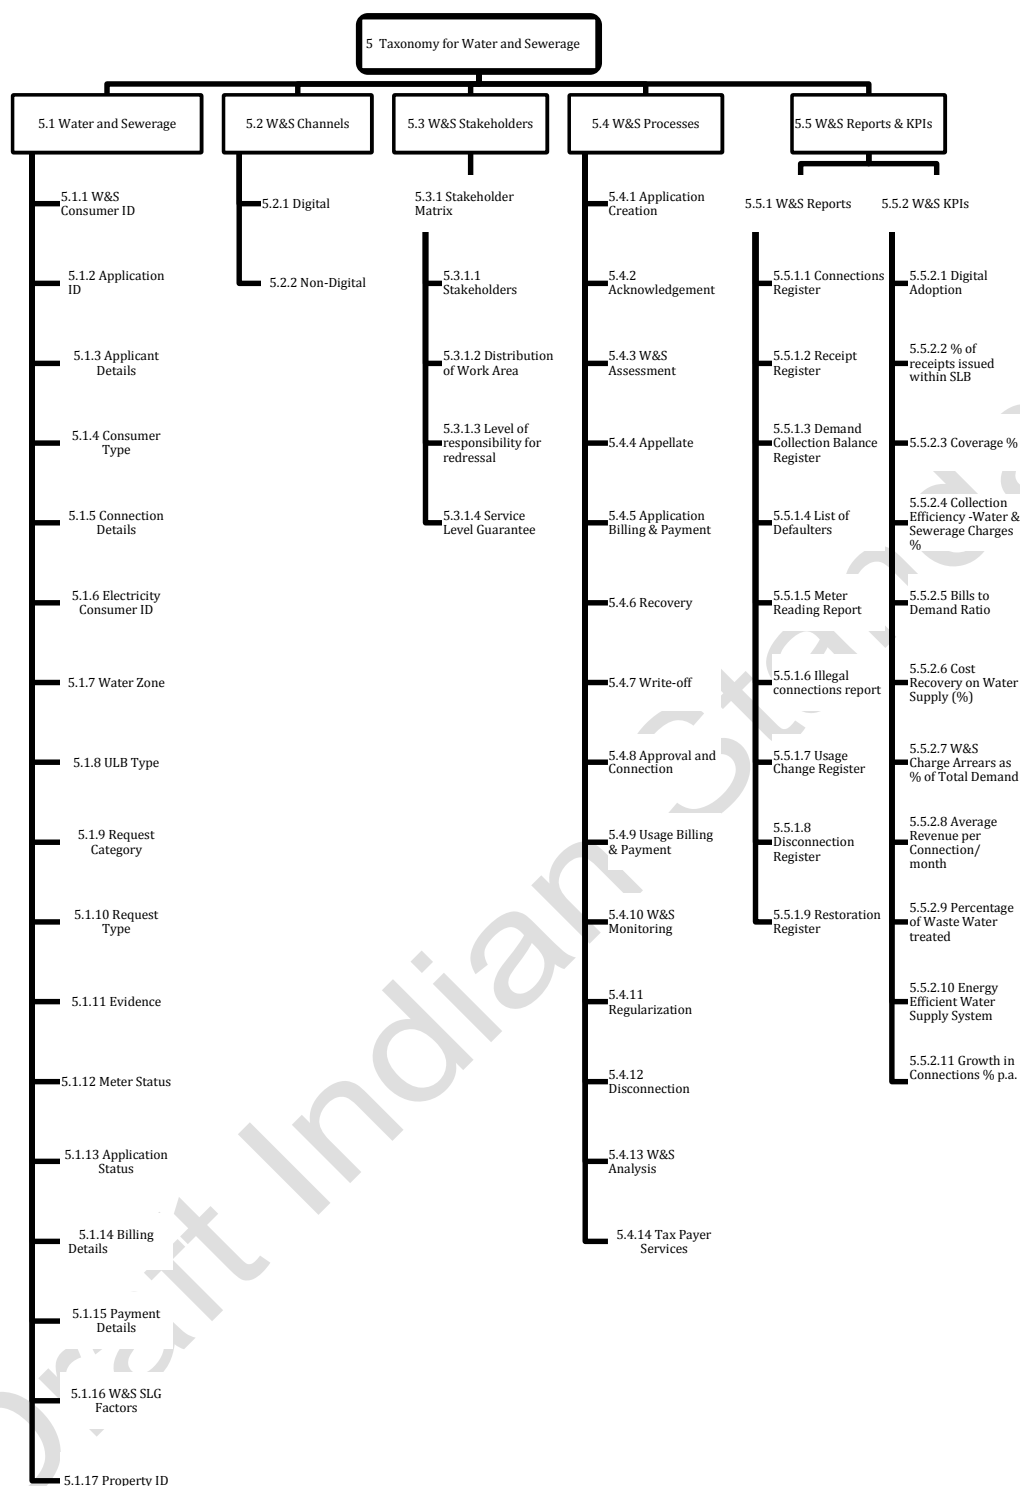 5 Taxonomy for Water and Sewerage
5.1 Water and Sewerage
5.2 W&S Channels
5.3 W&S Stakeholders
5.4 W&S Processes
5.5 W&S Reports & KPIs
5.1.1 W&S
Consumer ID
5.1.2 Application
ID
5.1.3 Applicant
Details
5.1.4 Consumer
Type
5.1.5 Connection
Details
5.1.6 Electricity
Consumer ID
5.1.7 Water Zone
5.1.8 ULB Type
5.1.9 Request
Category
5.1.10 Request
Type
5.1.11 Evidence
5.1.12 Meter Status
5.1.13 Application
Status
5.1.14 Billing
Details
5.1.15 Payment
Details
5.1.16 W&S SLG
Factors
5.1.17 Property ID
5.2.1 Digital
5.2.2 Non-Digital
5.3.1 Stakeholder
Matrix
5.3.1.1
Stakeholders
5.3.1.2 Distribution
of Work Area
5.3.1.3 Level of
responsibility for
redressal
5.3.1.4 Service
Level Guarantee
5.4.1 Application
Creation
5.4.2
Acknowledgement
5.4.3 W&S
Assessment
5.4.4 Appellate
5.4.5 Application
Billing & Payment
5.4.6 Recovery
5.4.7 Write-off
5.4.8 Approval and
Connection
5.4.9 Usage Billing
& Payment
5.4.10 W&S
Monitoring
5.4.11
Regularization
5.4.12
Disconnection
5.4.13 W&S
Analysis
5.4.14 Tax Payer
Services
5.5.1 W&S Reports
5.5.1.1 Connections
Register
5.5.1.2 Receipt
Register
5.5.1.3 Demand
Collection Balance
Register
5.5.1.4 List of
Defaulters
5.5.1.5 Meter
Reading Report
5.5.1.6 Illegal
connections report
5.5.1.7 Usage
Change Register
5.5.1.8
Disconnection
Register
5.5.1.9 Restoration
Register
5.5.2 W&S KPIs
5.5.2.1 Digital
Adoption
5.5.2.2 % of
receipts issued
within SLB
5.5.2.3 Coverage %
5.5.2.4 Collection
Efficiency -Water &
Sewerage Charges
%
5.5.2.5 Bills to
Demand Ratio
5.5.2.6 Cost
Recovery on Water
Supply (%)
5.5.2.7 W&S
Charge Arrears as
% of Total Demand
5.5.2.8 Average
Revenue per
Connection/
month
5.5.2.9 Percentage
of Waste Water
treated
5.5.2.10 Energy
Efficient Water
Supply System
5.5.2.11 Growth in
Connections % p.a.